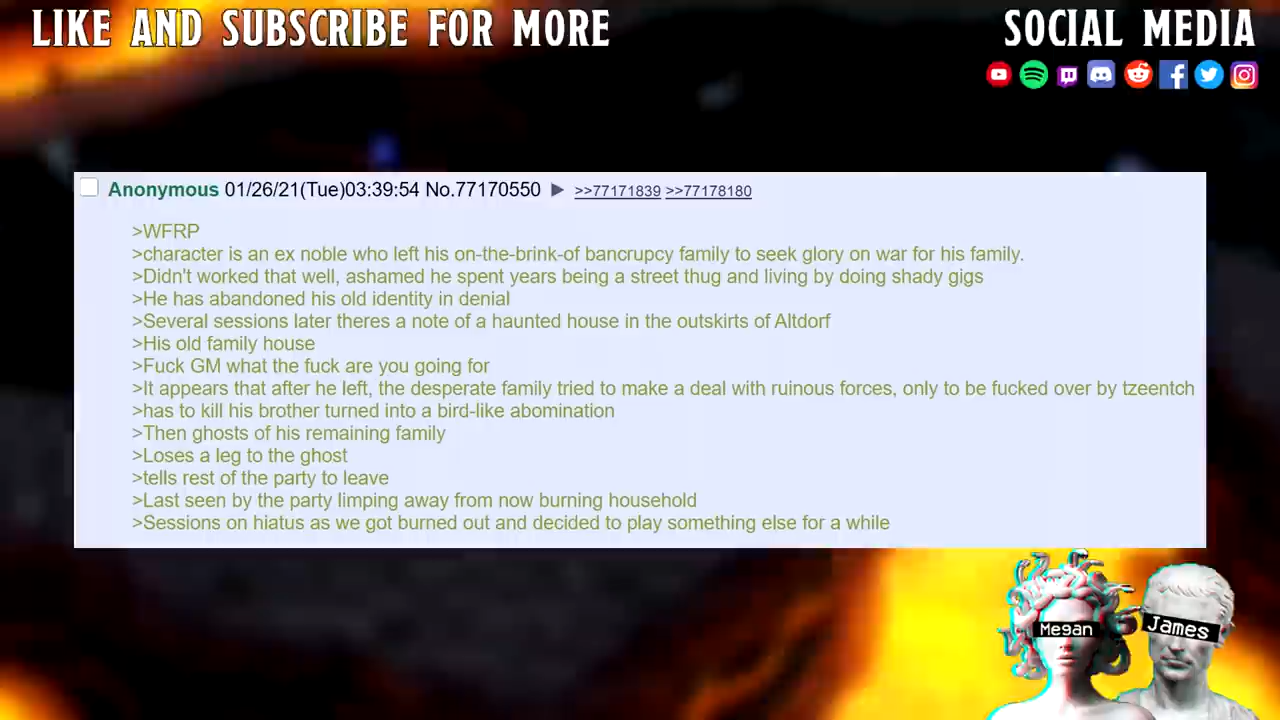 LIKE AND SUBSCRIBE FOR MORE
SOCIAL MEDIA
Anonymous 01/26/21(Tue)03:39:54 No.77170550 ▶ >>77171839 >>77178180
>WFRP
>character is an ex noble who left his on-the-brink-of bancrupcy family to seek glory on war for his family.
>Didn't worked that well, ashamed he spent years being a street thug and living by doing shady gigs
>He has abandoned his old identity in denial
>Several sessions later theres a note of a haunted house in the outskirts of Altdorf
>His old family house
>Fuck GM what the fuck are you going for
>It appears that after he left, the desperate family tried to make a deal with ruinous forces, only to be fucked over by tzeentch
>has to kill his brother turned into a bird-like abomination
>Then ghosts of his remaining family
>Loses a leg to the ghost
>tells rest of the party to leave
>Last seen by the party limping away from now burning household
>Sessions on hiatus as we got burned out and decided to play something else for a while
Megan
James